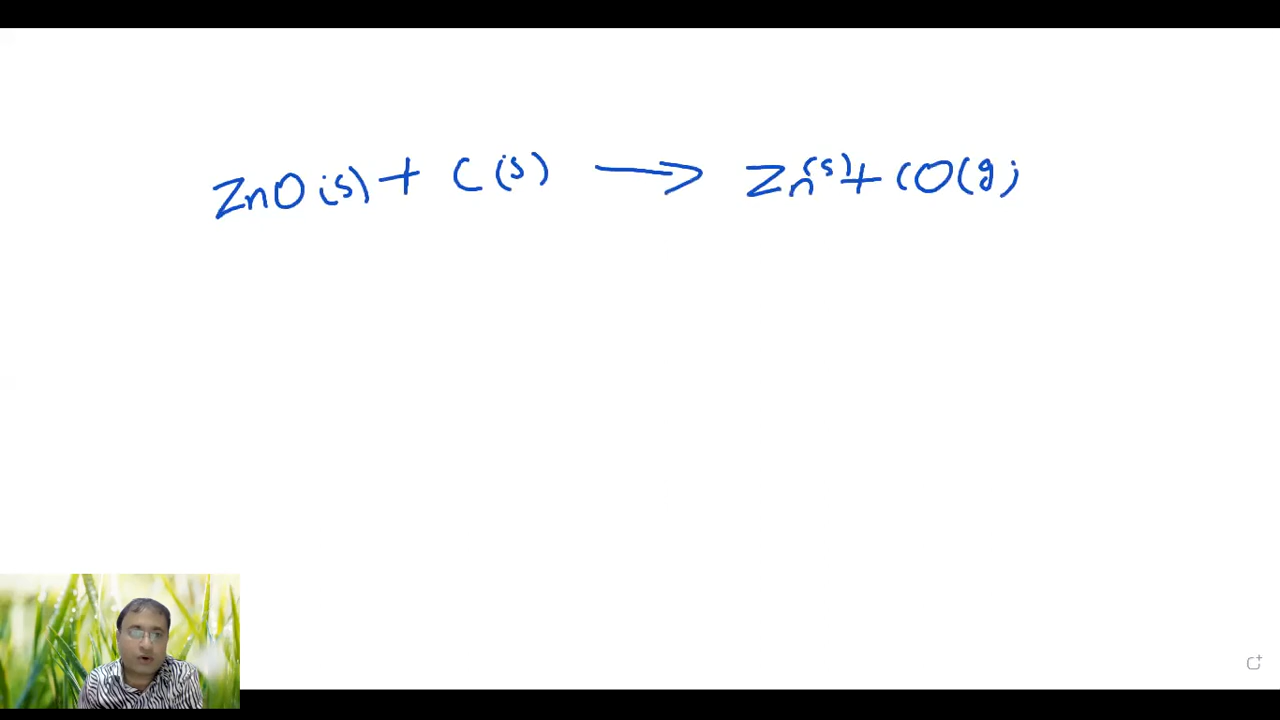 ZnO(s) + C(s) → Zn(s) + CO(g)